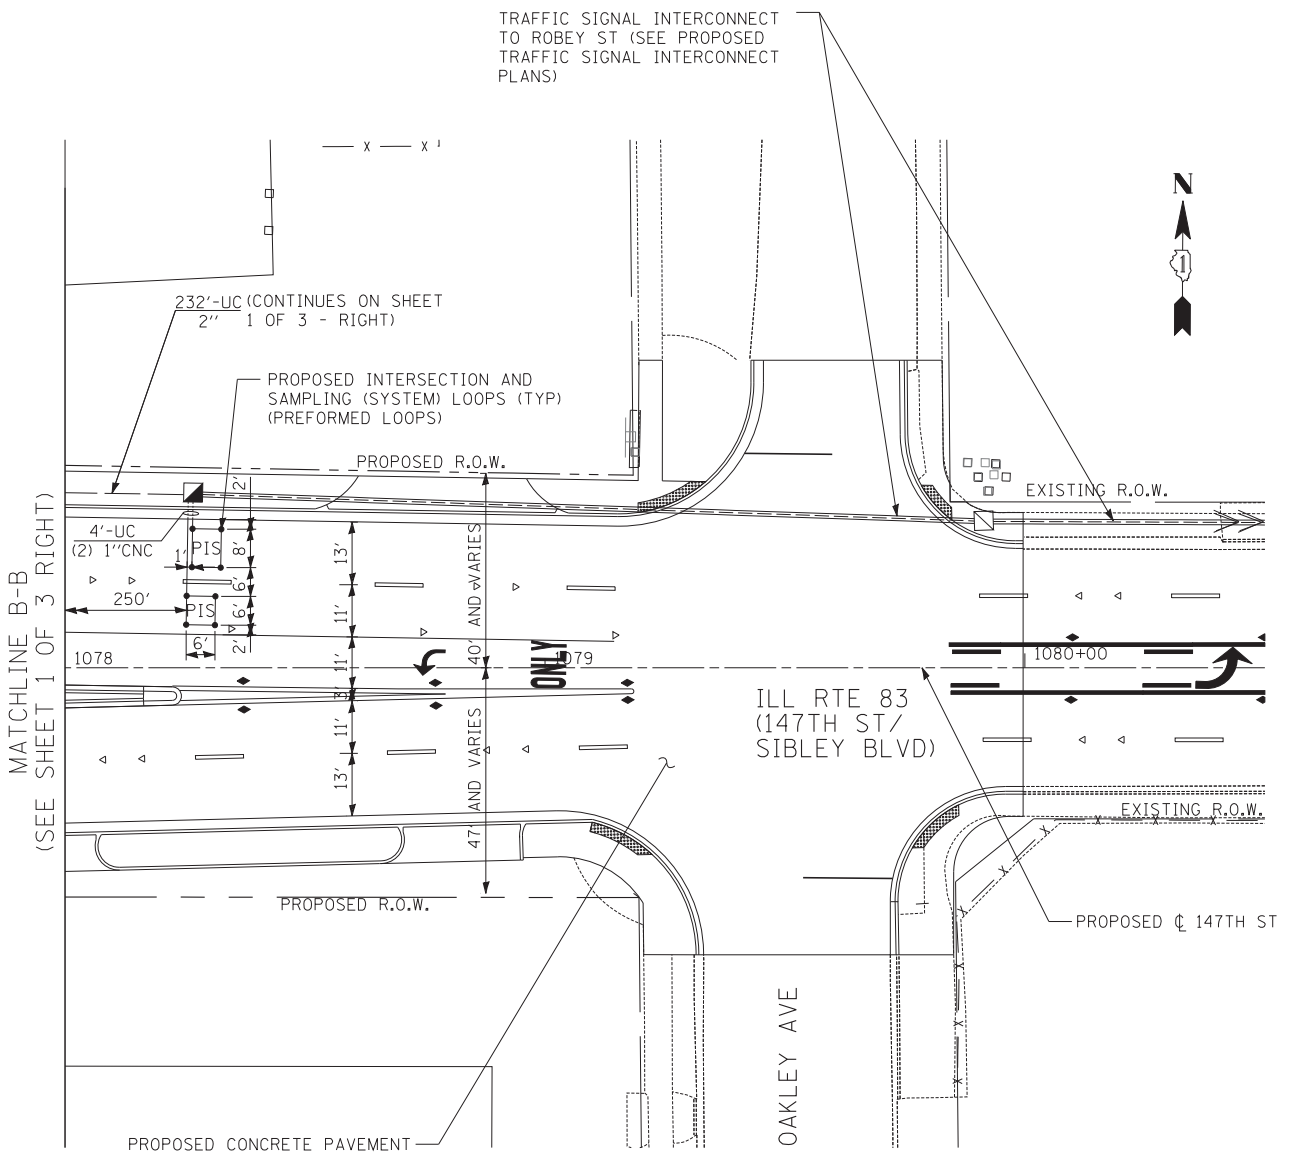 TRAFFIC SIGNAL INTERCONNECT
TO ROBEY ST (SEE PROPOSED
TRAFFIC SIGNAL INTERCONNECT
PLANS)
X X
N
1
232'-UC (CONTINUES ON SHEET
2" 1 OF 3 - RIGHT)
PROPOSED INTERSECTION AND
SAMPLING (SYSTEM) LOOPS (TYP)
(PREFORMED LOOPS)
PROPOSED R.O.W.
EXISTING R.O.W.
2'
4'-UC
(2) 1"CNC
1'
PIS
8'
6'
250'
PIS
6'
6'
2'
13'
11'
11'
3'
11'
13'
40' AND VARIES
47' AND VARIES
MATCHLINE B-B
(SEE SHEET 1 OF 3 RIGHT)
1078
ONLY
1079
1080+00
ILL RTE 83
(147TH ST/
SIBLEY BLVD)
EXISTING R.O.W.
X X X
X
X
X
X
X
X
PROPOSED R.O.W.
PROPOSED ℄ 147TH ST
OAKLEY AVE
PROPOSED CONCRETE PAVEMENT